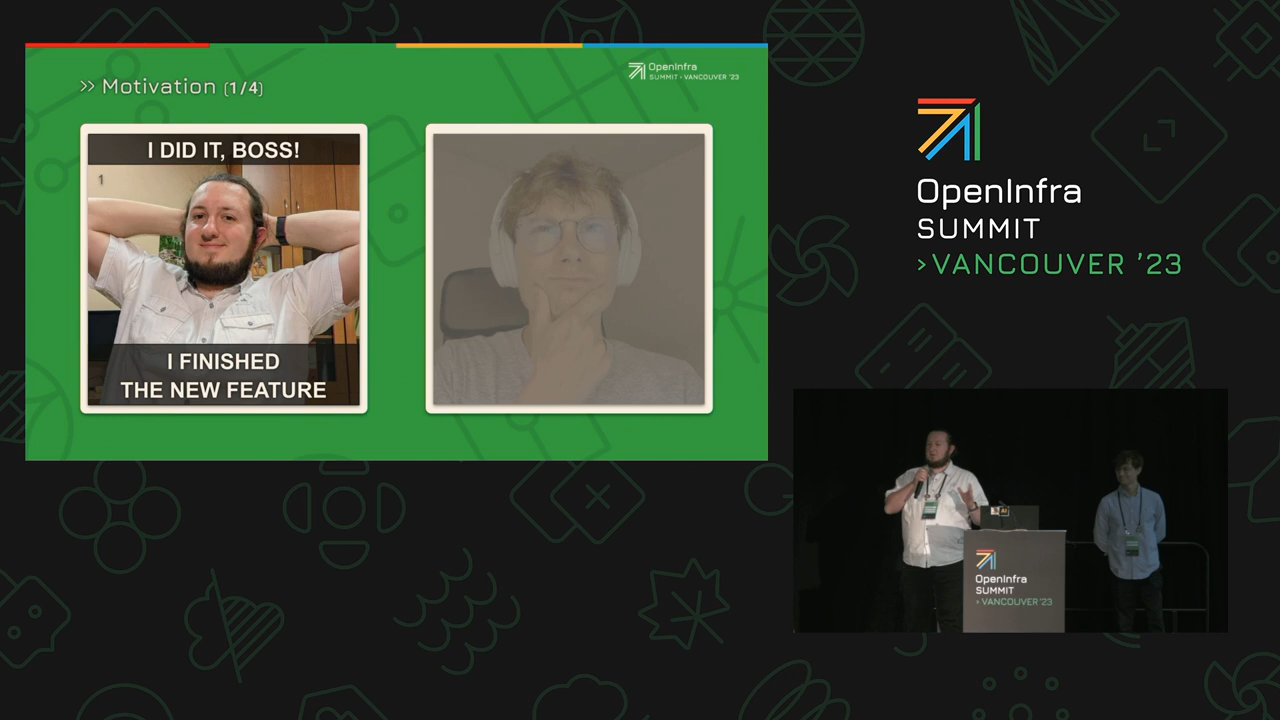 >> Motivation (1/4)
OpenInfra
SUMMIT › VANCOUVER '23
I DID IT, BOSS!
1
I FINISHED
THE NEW FEATURE
OpenInfra
SUMMIT
›VANCOUVER '23
OpenInfra
SUMMIT
› VANCOUVER '23